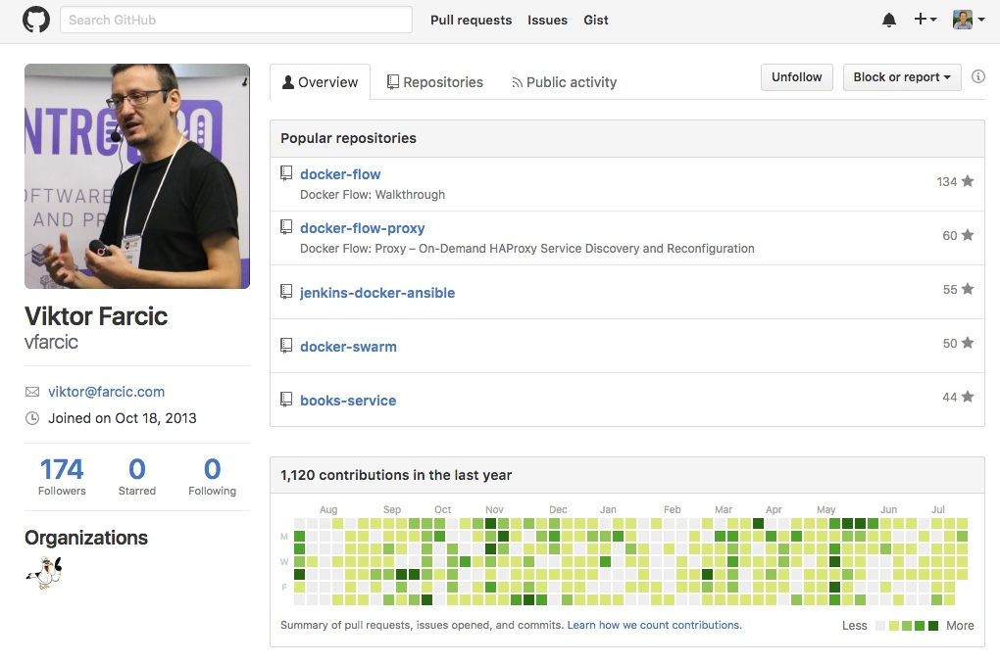 Search GitHub
Pull requests Issues Gist
Overview Repositories Public activity
Unfollow Block or report
NTRO
SOFTWARE
AND PR
Viktor Farcic
vfarcic
viktor@farcic.com
Joined on Oct 18, 2013
174 0 0
Followers Starred Following
Organizations
Popular repositories
docker-flow
Docker Flow: Walkthrough
134
docker-flow-proxy
Docker Flow: Proxy – On-Demand HAProxy Service Discovery and Reconfiguration
60
jenkins-docker-ansible
55
docker-swarm
50
books-service
44
1,120 contributions in the last year
Aug Sep Oct Nov Dec Jan Feb Mar Apr May Jun Jul
M
W
F
Summary of pull requests, issues opened, and commits. Learn how we count contributions.
Less More